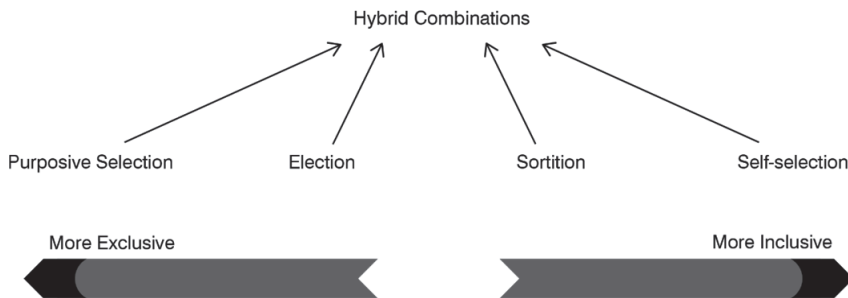 Hybrid Combinations
Purposive Selection Election Sortition Self-selection
More Exclusive More Inclusive